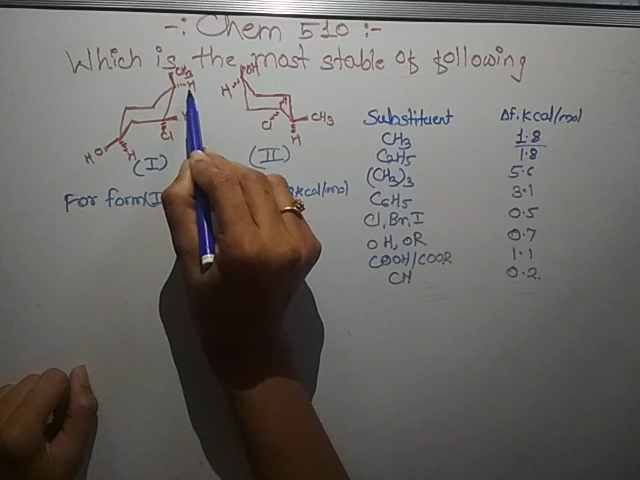 -: Chem 510 :-
Which is the most stable of following
CH3
H
Cl
HO
H
(I)
OH
H
H
Cl
CH3
H
(II)
For form(I
kcal/mol
Substituent Δf. Kcal/mol
CH3 1.8
C2H5 1.8
(CH3)3 5.6
C6H5 3.1
Cl, Br, I 0.5
OH, OR 0.7
COOH/COOR 1.1
CN 0.2